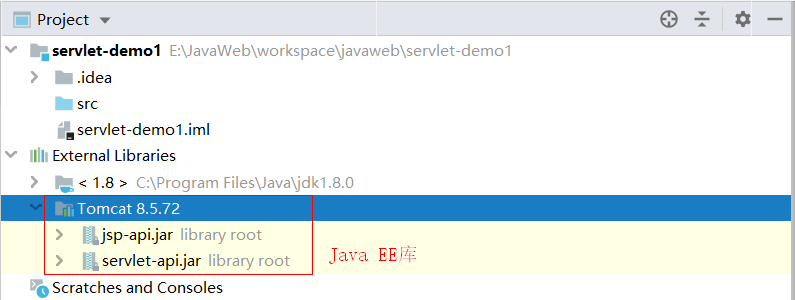 Project
servlet-demo1 E:\JavaWeb\workspace\javaweb\servlet-demo1
.idea
src
servlet-demo1.iml
External Libraries
< 1.8 > C:\Program Files\Java\jdk1.8.0
Tomcat 8.5.72
jsp-api.jar library root
servlet-api.jar library root
Java EE库
Scratches and Consoles